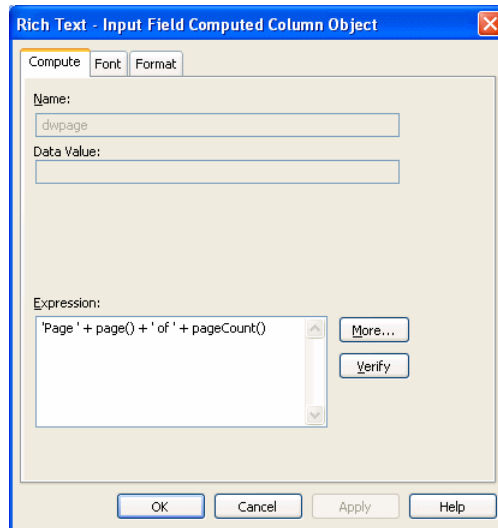 Rich Text - Input Field Computed Column Object
Compute Font Format
Name:
dwpage
Data Value:
Expression:
'Page ' + page() + ' of ' + pageCount()
More...
Verify
OK Cancel Apply Help